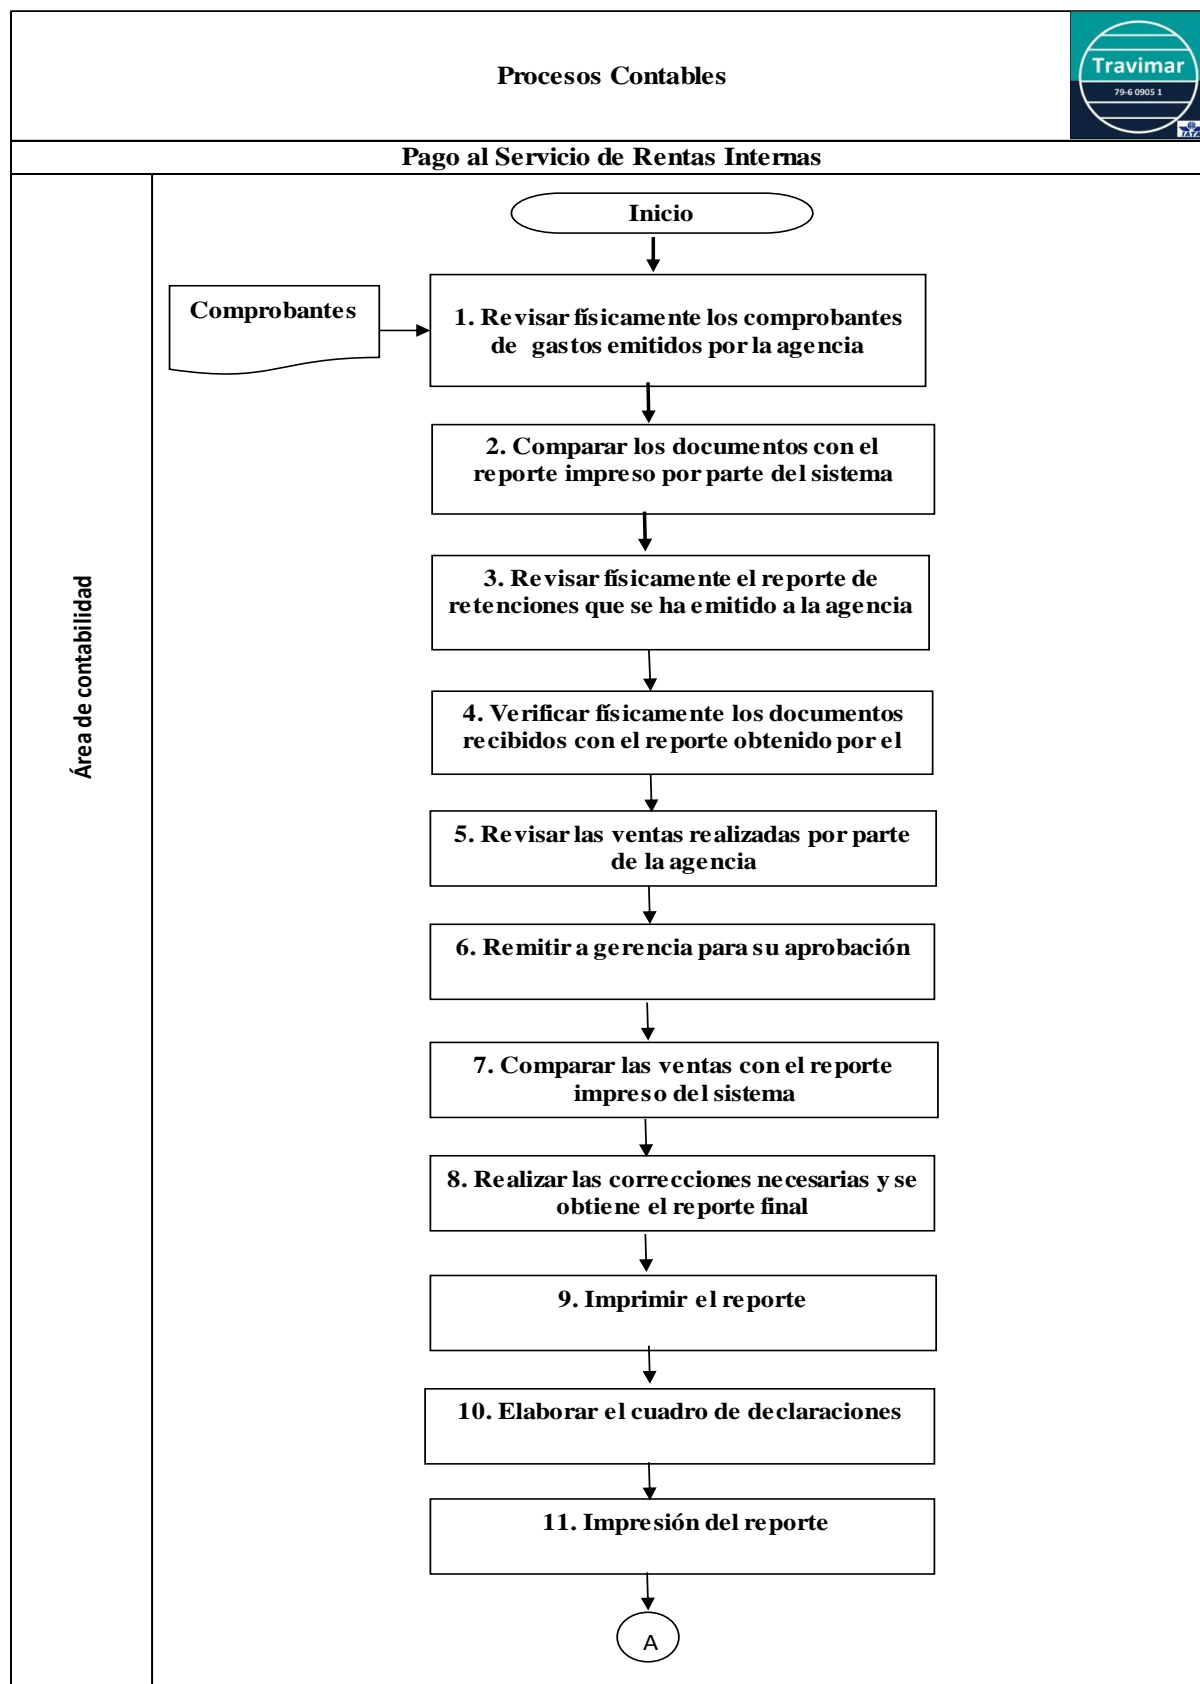 Procesos Contables
Travimar
79-6 0905 1
IATA
Pago al Servicio de Rentas Internas
Área de contabilidad
Inicio
Comprobantes
1. Revisar físicamente los comprobantes
de gastos emitidos por la agencia
2. Comparar los documentos con el
reporte impreso por parte del sistema
3. Revisar físicamente el reporte de
retenciones que se ha emitido a la agencia
4. Verificar físicamente los documentos
recibidos con el reporte obtenido por el
5. Revisar las ventas realizadas por parte
de la agencia
6. Remitir a gerencia para su aprobación
7. Comparar las ventas con el reporte
impreso del sistema
8. Realizar las correcciones necesarias y se
obtiene el reporte final
9. Imprimir el reporte
10. Elaborar el cuadro de declaraciones
11. Impresión del reporte
A